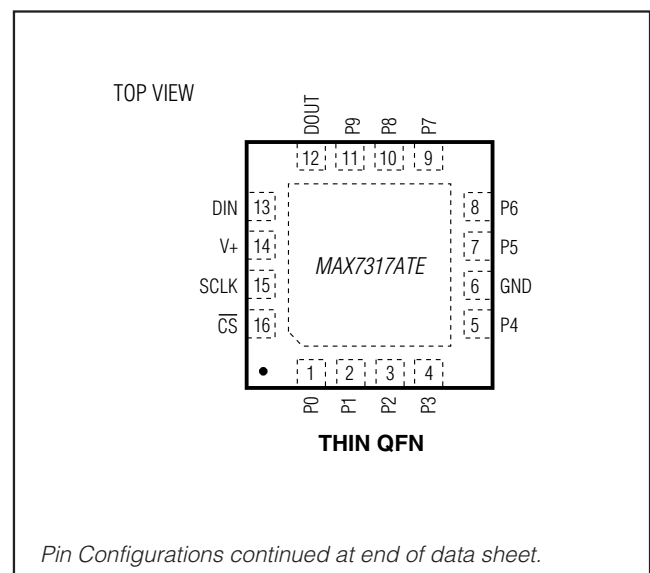 TOP VIEW
DOUT P9 P8 P7
12 11 10 9
DIN 13 8 P6
V+ 14 7 P5
MAX7317ATE
SCLK 15 6 GND
C̅S̅ 16 5 P4
1 2 3 4
P0 P1 P2 P3
THIN QFN
Pin Configurations continued at end of data sheet.